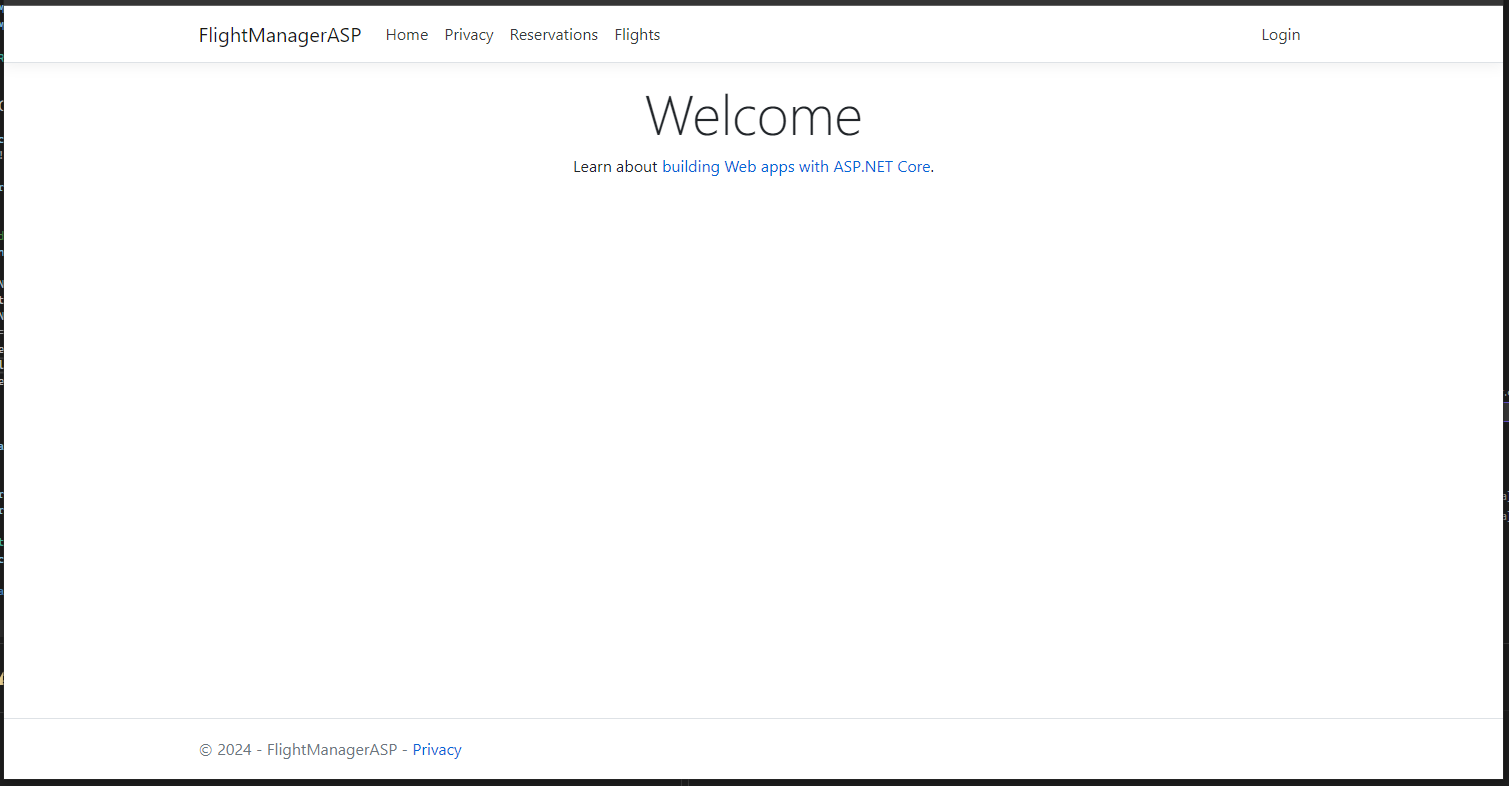 FlightManagerASP Home Privacy Reservations Flights Login
Welcome
Learn about building Web apps with ASP.NET Core.
© 2024 - FlightManagerASP - Privacy